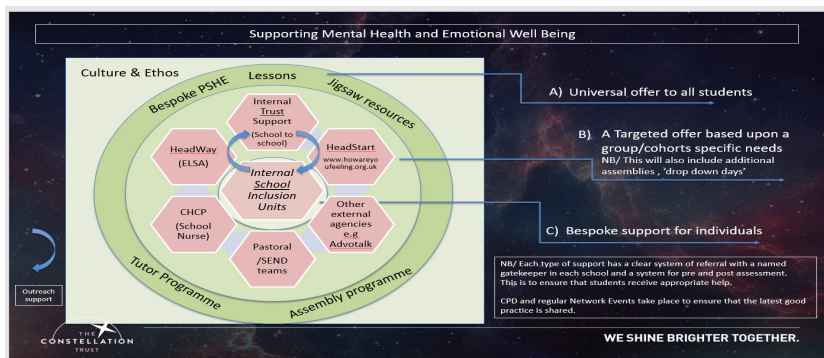 Supporting Mental Health and Emotional Well Being
Culture & Ethos
Bespoke PSHE
Lessons
Jigsaw resources
Internal
Trust
Support
(School to
school)
HeadWay
(ELSA)
HeadStart
www.howareyo
ufeeling.org.uk
Internal
School
Inclusion
Units
CHCP
(School
Nurse)
Other
external
agencies
e.g
Advotalk
Pastoral
/SEND
teams
Tutor Programme
Assembly programme
Outreach
support
A) Universal offer to all students
B) A Targeted offer based upon a
group/cohorts specific needs
NB/ This will also include additional
assemblies , 'drop down days'
C) Bespoke support for individuals
NB/ Each type of support has a clear system of referral with a named
gatekeeper in each school and a system for pre and post assessment.
This is to ensure that students receive appropriate help.
CPD and regular Network Events take place to ensure that the latest good
practice is shared.
THE
CONSTELLATION
TRUST
WE SHINE BRIGHTER TOGETHER.